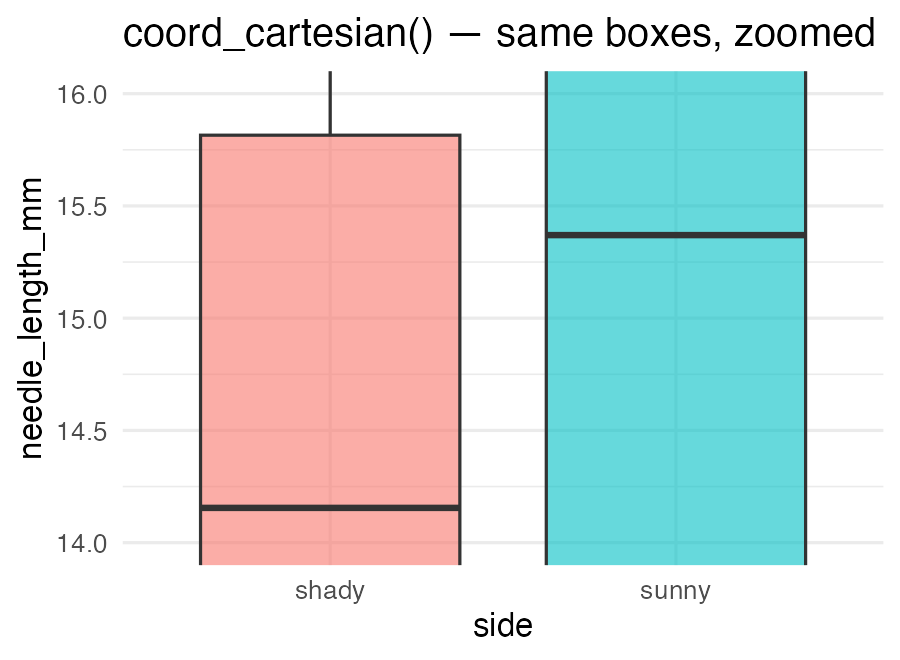 coord_cartesian() — same boxes, zoomed
needle_length_mm
16.0
15.5
15.0
14.5
14.0
shady
sunny
side